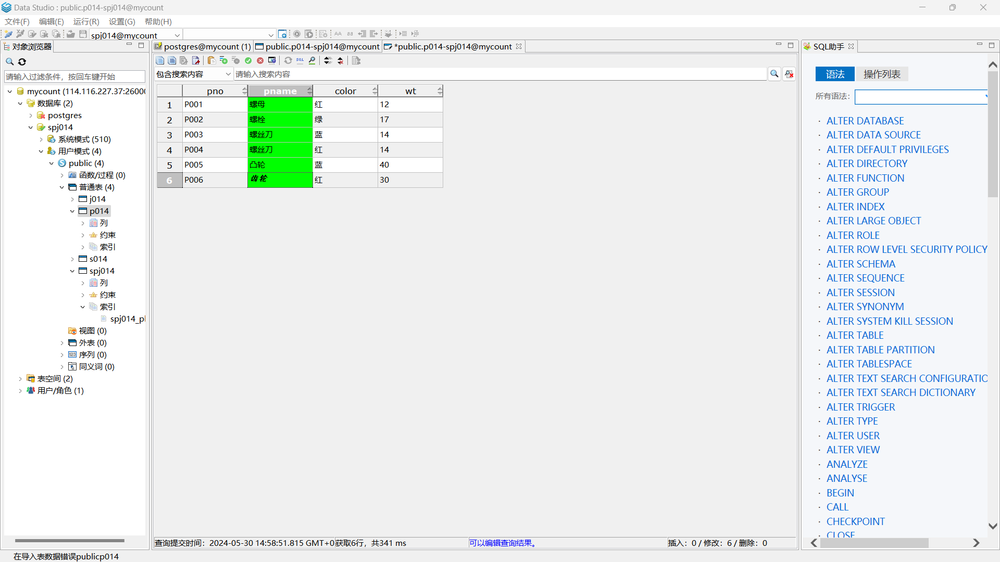 Data Studio : public.p014-spj014@mycount
文件(F) 编辑(E) 运行(R) 设置(G) 帮助(H)
spj014@mycount
对象浏览器
请输入过滤条件，按回车键开始
mycount (114.116.227.37:26000
数据库 (2)
postgres
spj014
系统模式 (510)
用户模式 (4)
public (4)
函数/过程 (0)
普通表 (4)
j014
p014
列
约束
索引
s014
spj014
列
约束
索引
spj014_p
视图 (0)
外表 (0)
序列 (0)
同义词 (0)
表空间 (2)
用户/角色 (1)
postgres@mycount (1) public.p014-spj014@mycount *public.p014-spj014@mycount
包含搜索内容 请输入搜索内容
pno pname color wt
1 P001 螺母 红 12
2 P002 螺栓 绿 17
3 P003 螺丝刀 蓝 14
4 P004 螺丝刀 红 14
5 P005 凸轮 蓝 40
6 P006 齿轮 红 30
查询提交时间：2024-05-30 14:58:51.815 GMT+0 获取6行，共341 ms 可以编辑查询结果。 插入：0 / 修改：6 / 删除：0
SQL助手
语法 操作列表
所有语法：
· ALTER DATABASE
· ALTER DATA SOURCE
· ALTER DEFAULT PRIVILEGES
· ALTER DIRECTORY
· ALTER FUNCTION
· ALTER GROUP
· ALTER INDEX
· ALTER LARGE OBJECT
· ALTER ROLE
· ALTER ROW LEVEL SECURITY POLICY
· ALTER SCHEMA
· ALTER SEQUENCE
· ALTER SESSION
· ALTER SYNONYM
· ALTER SYSTEM KILL SESSION
· ALTER TABLE
· ALTER TABLE PARTITION
· ALTER TABLESPACE
· ALTER TEXT SEARCH CONFIGURATIO
· ALTER TEXT SEARCH DICTIONARY
· ALTER TRIGGER
· ALTER TYPE
· ALTER USER
· ALTER VIEW
· ANALYZE
· ANALYSE
· BEGIN
· CALL
· CHECKPOINT
· CLOSE
在导入表数据错误publicp014